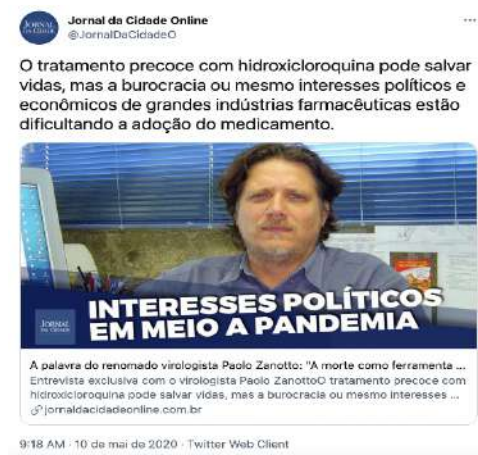 Jornal da Cidade Online
@JornalDaCidadeO
O tratamento precoce com hidroxicloroquina pode salvar
vidas, mas a burocracia ou mesmo interesses políticos e
econômicos de grandes indústrias farmacêuticas estão
dificultando a adoção do medicamento.
INTERESSES POLÍTICOS
EM MEIO A PANDEMIA
JORNAL
DA CIDADE
A palavra do renomado virologista Paolo Zanotto: "A morte como ferramenta ...
Entrevista exclusiva com o virologista Paolo ZanottoO tratamento precoce com
hidroxicloroquina pode salvar vidas, mas a burocracia ou mesmo interesses ...
jornaldacidadeonline.com.br
9:18 AM · 10 de mai de 2020 · Twitter Web Client